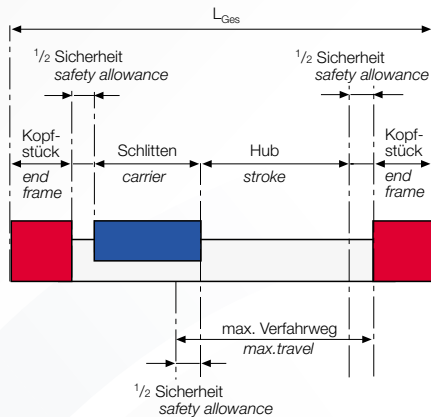 L Ges
1/2 Sicherheit
safety allowance
1/2 Sicherheit
safety allowance
Kopf-
stück
end
frame
Schlitten
carrier
Hub
stroke
Kopf-
stück
end
frame
max. Verfahrweg
max.travel
1/2 Sicherheit
safety allowance